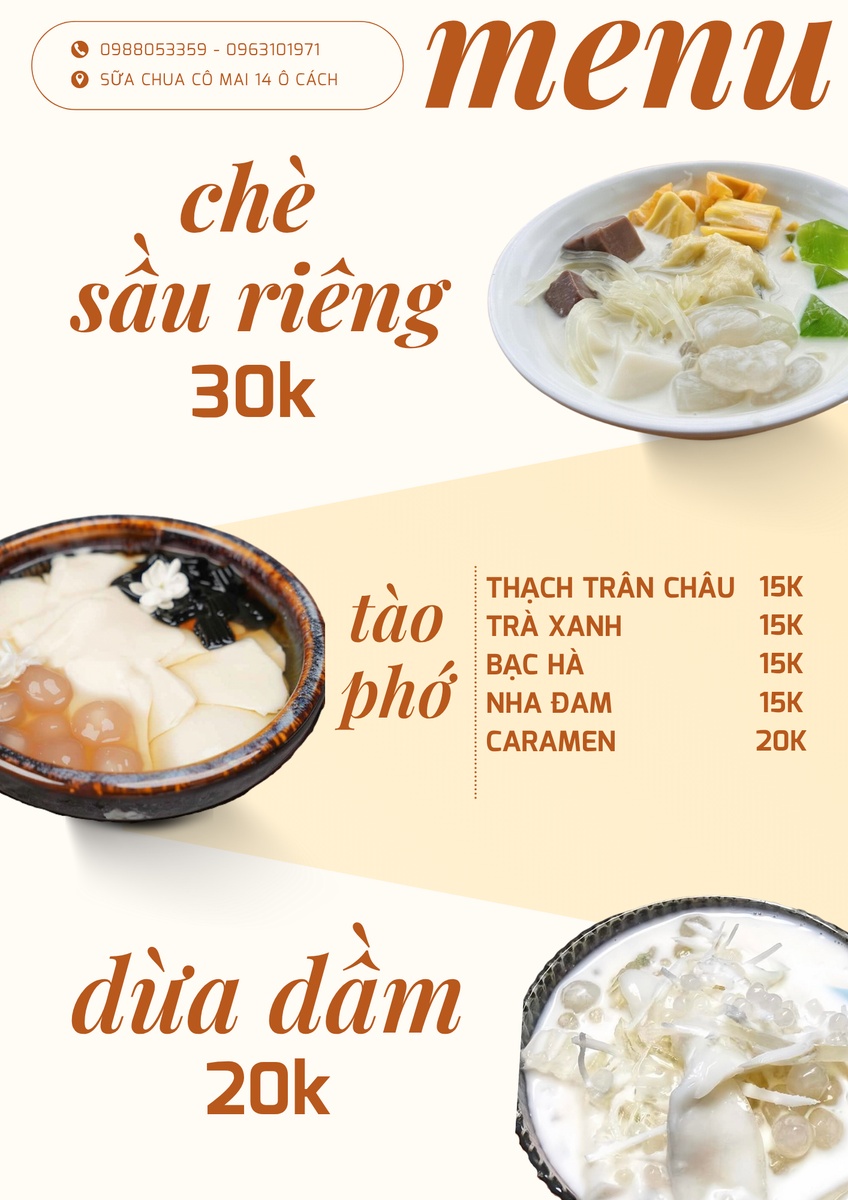 0988053359 - 0963101971
SỮA CHUA CÔ MAI 14 Ô CÁCH
menu
chè
sầu riêng
30k
tào
phớ
THẠCH TRÂN CHÂU 15K
TRÀ XANH 15K
BẠC HÀ 15K
NHA ĐAM 15K
CARAMEN 20K
dừa dầm
20k